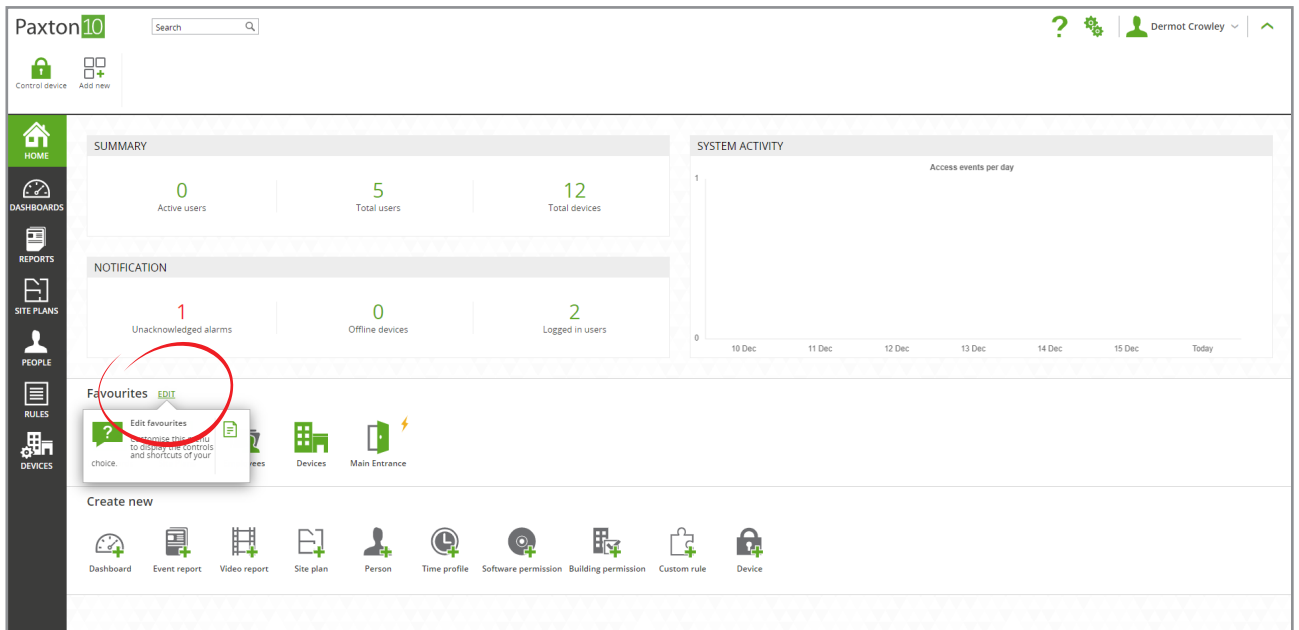 Paxton10
Search
Dermot Crowley
Control device
Add new
HOME
DASHBOARDS
REPORTS
SITE PLANS
PEOPLE
RULES
DEVICES
SUMMARY
0
Active users
5
Total users
12
Total devices
NOTIFICATION
1
Unacknowledged alarms
0
Offline devices
2
Logged in users
SYSTEM ACTIVITY
Access events per day
1
0
10 Dec 11 Dec 12 Dec 13 Dec 14 Dec 15 Dec Today
Favourites EDIT
Edit favourites
Customise this menu
to display the controls
and shortcuts of your
choice.
Devices
Main Entrance
Create new
Dashboard
Event report
Video report
Site plan
Person
Time profile
Software permission
Building permission
Custom rule
Device